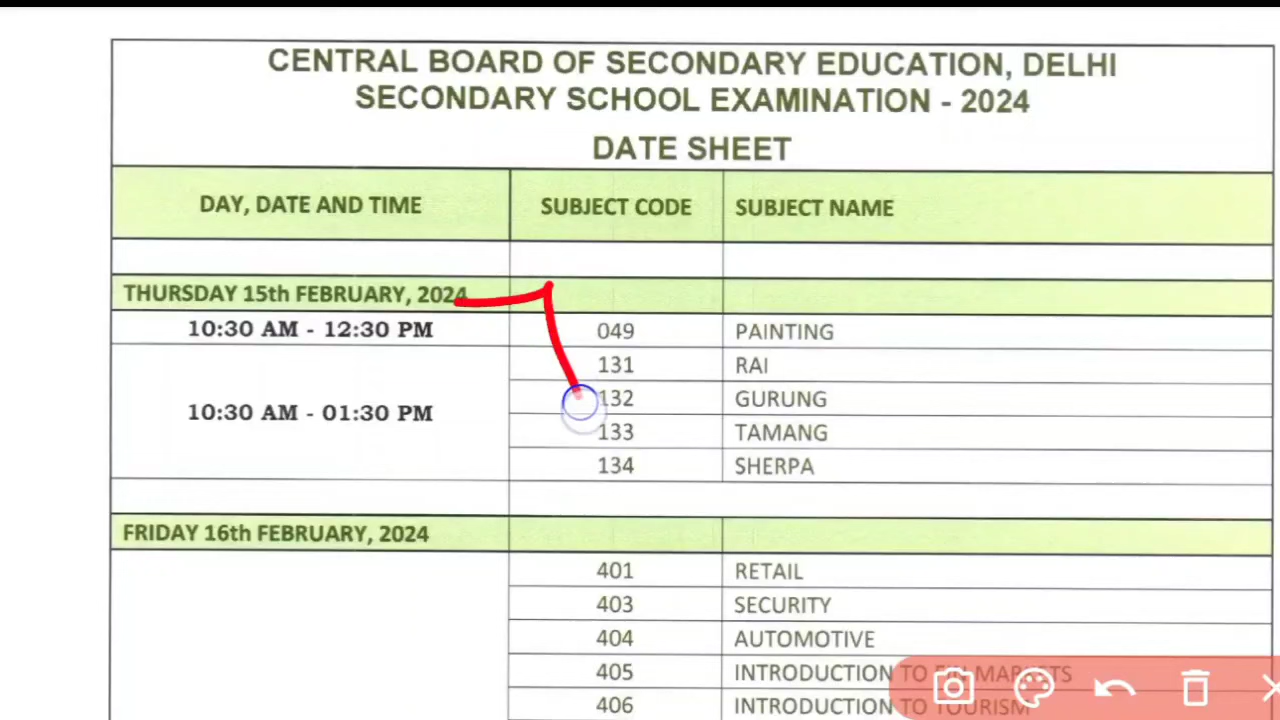 CENTRAL BOARD OF SECONDARY EDUCATION, DELHI
SECONDARY SCHOOL EXAMINATION - 2024
DATE SHEET
DAY, DATE AND TIME SUBJECT CODE SUBJECT NAME
THURSDAY 15th FEBRUARY, 2024
10:30 AM - 12:30 PM 049 PAINTING
131 RAI
10:30 AM - 01:30 PM 132 GURUNG
133 TAMANG
134 SHERPA
FRIDAY 16th FEBRUARY, 2024
401 RETAIL
403 SECURITY
404 AUTOMOTIVE
405 INTRODUCTION TO FIN MARKETS
406 INTRODUCTION TO TOURISM